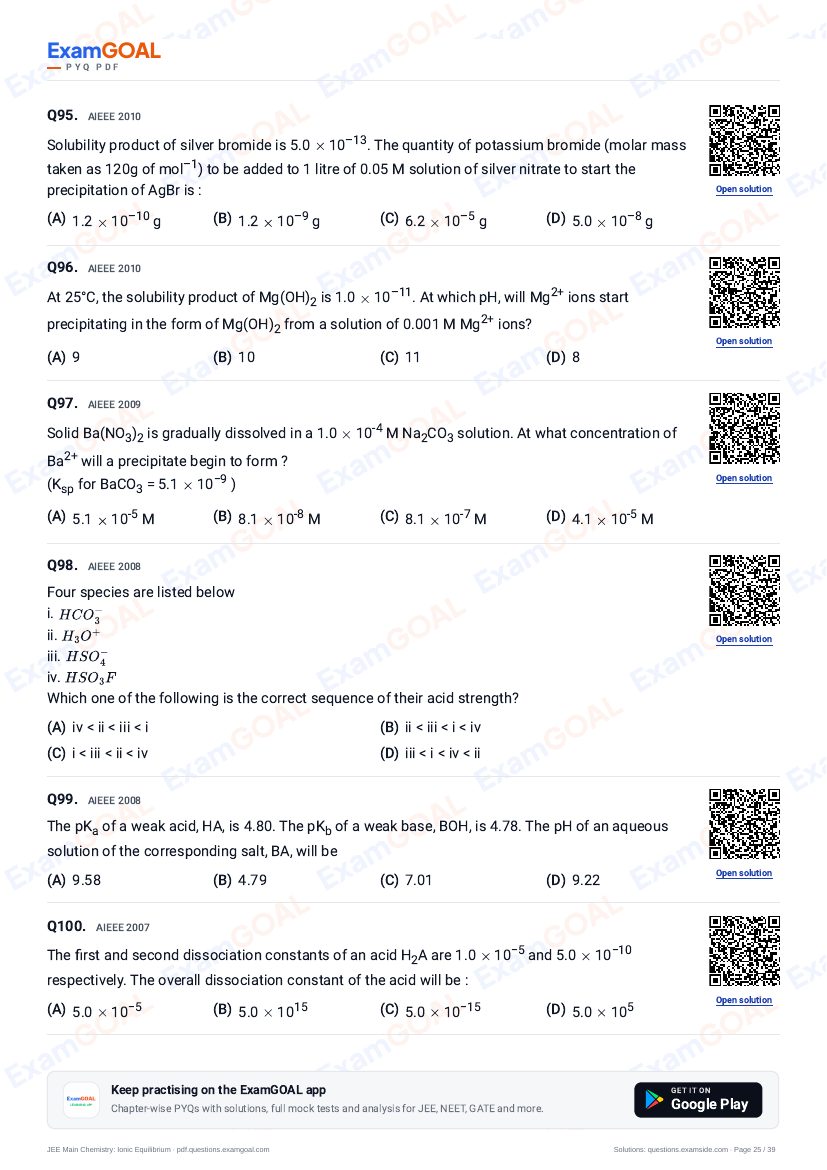 ExamGOAL
PYQ PDF
Q95. AIEEE 2010
Solubility product of silver bromide is 5.0 × 10⁻¹³. The quantity of potassium bromide (molar mass
taken as 120g of mol⁻¹) to be added to 1 litre of 0.05 M solution of silver nitrate to start the
precipitation of AgBr is :
(A) 1.2 × 10⁻¹⁰ g (B) 1.2 × 10⁻⁹ g (C) 6.2 × 10⁻⁵ g (D) 5.0 × 10⁻⁸ g
Open solution
Q96. AIEEE 2010
At 25°C, the solubility product of Mg(OH)₂ is 1.0 × 10⁻¹¹. At which pH, will Mg²⁺ ions start
precipitating in the form of Mg(OH)₂ from a solution of 0.001 M Mg²⁺ ions?
(A) 9 (B) 10 (C) 11 (D) 8
Open solution
Q97. AIEEE 2009
Solid Ba(NO₃)₂ is gradually dissolved in a 1.0 × 10⁻⁴ M Na₂CO₃ solution. At what concentration of
Ba²⁺ will a precipitate begin to form ?
(Kₛₚ for BaCO₃ = 5.1 × 10⁻⁹ )
(A) 5.1 × 10⁻⁵ M (B) 8.1 × 10⁻⁸ M (C) 8.1 × 10⁻⁷ M (D) 4.1 × 10⁻⁵ M
Open solution
Q98. AIEEE 2008
Four species are listed below
i. HCO₃⁻
ii. H₃O⁺
iii. HSO₄⁻
iv. HSO₃F
Which one of the following is the correct sequence of their acid strength?
(A) iv < ii < iii < i (B) ii < iii < i < iv
(C) i < iii < ii < iv (D) iii < i < iv < ii
Open solution
Q99. AIEEE 2008
The pKₐ of a weak acid, HA, is 4.80. The pK_b of a weak base, BOH, is 4.78. The pH of an aqueous
solution of the corresponding salt, BA, will be
(A) 9.58 (B) 4.79 (C) 7.01 (D) 9.22
Open solution
Q100. AIEEE 2007
The first and second dissociation constants of an acid H₂A are 1.0 × 10⁻⁵ and 5.0 × 10⁻¹⁰
respectively. The overall dissociation constant of the acid will be :
(A) 5.0 × 10⁻⁵ (B) 5.0 × 10¹⁵ (C) 5.0 × 10⁻¹⁵ (D) 5.0 × 10⁵
Open solution
Keep practising on the ExamGOAL app
Chapter-wise PYQs with solutions, full mock tests and analysis for JEE, NEET, GATE and more.
ExamGOAL
GET IT ON
Google Play
JEE Main Chemistry: Ionic Equilibrium · pdf.questions.examgoal.com
Solutions: questions.examside.com · Page 25 / 39